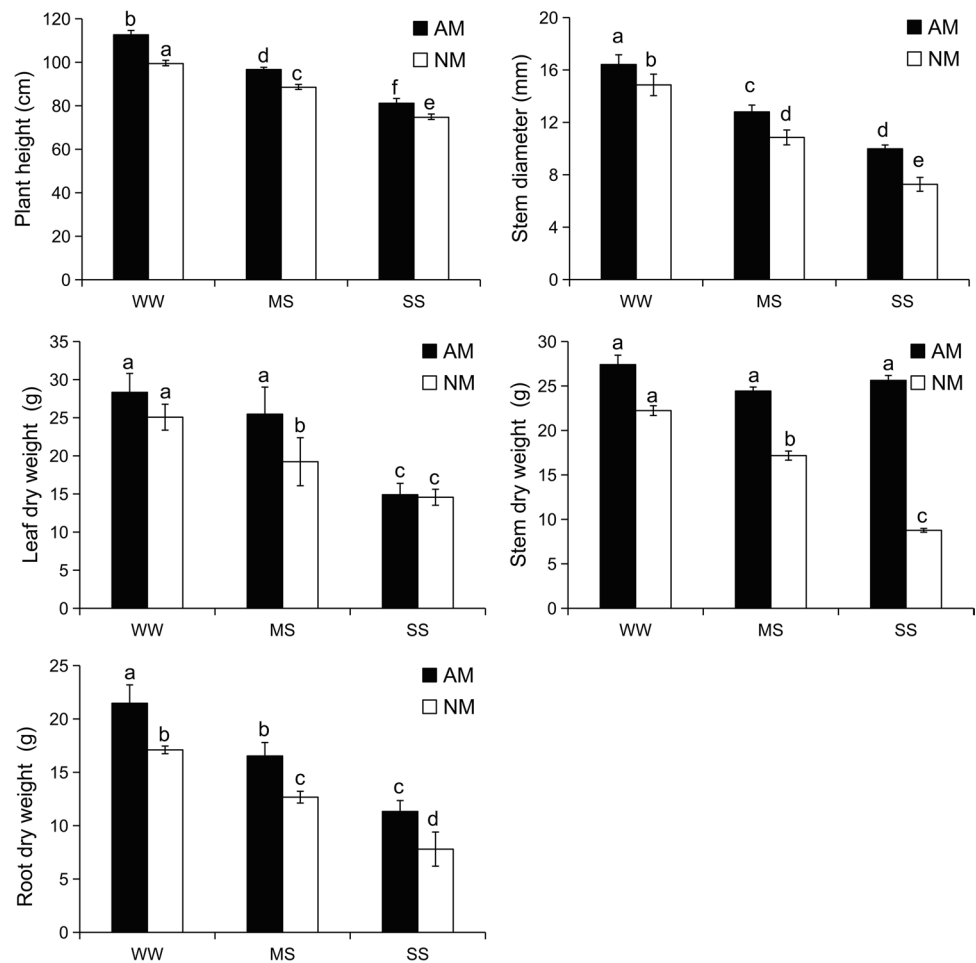 Plant height (cm)
120
100
80
60
40
20
0
b
a
d
c
f
e
AM
NM
WW MS SS
Stem diameter (mm)
20
16
12
8
4
0
a
b
c
d
d
e
AM
NM
WW MS SS
Leaf dry weight (g)
35
30
25
20
15
10
5
0
a
a
a
b
c
c
AM
NM
WW MS SS
Stem dry weight (g)
30
25
20
15
10
5
0
a
a
a
b
a
c
AM
NM
WW MS SS
Root dry weight (g)
25
20
15
10
5
0
a
b
b
c
c
d
AM
NM
WW MS SS